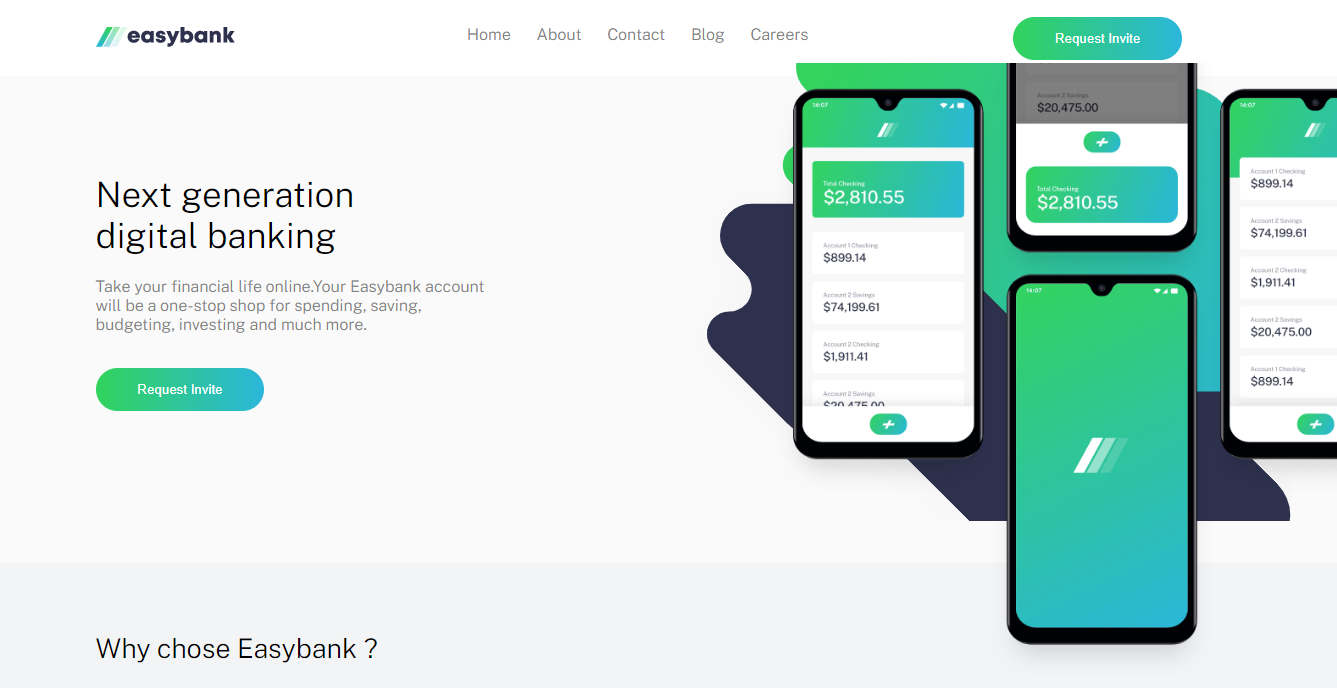 easybank
Home About Contact Blog Careers
Request Invite
Next generation
digital banking
Take your financial life online.Your Easybank account
will be a one-stop shop for spending, saving,
budgeting, investing and much more.
Request Invite
14:07
Total Checking
$2,810.55
Account 1 Checking
$899.14
Account 2 Savings
$74,199.61
Account 2 Checking
$1,911.41
Account 2 Savings
$20,475.00
Account 2 Savings
$20,475.00
Total Checking
$2,810.55
14:07
14:07
Account 1 Checking
$899.14
Account 2 Savings
$74,199.61
Account 2 Checking
$1,911.41
Account 2 Savings
$20,475.00
Account 1 Checking
$899.14
Why chose Easybank ?